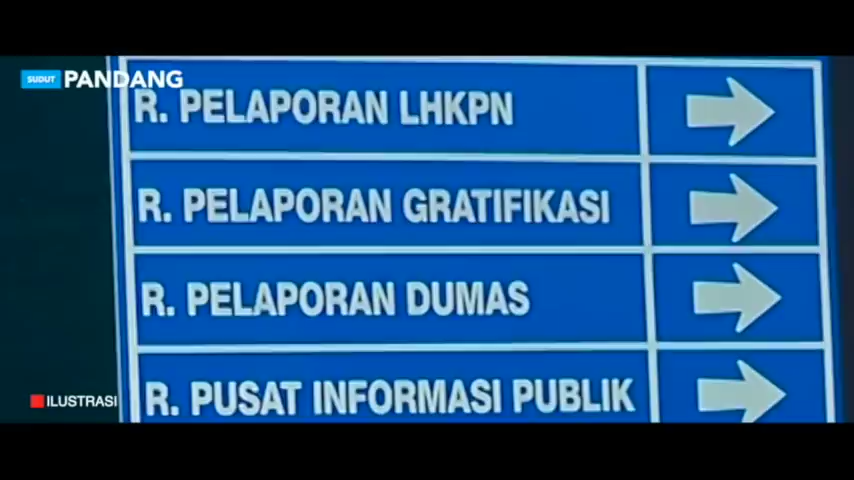 SUDUT PANDANG
R. PELAPORAN LHKPN
R. PELAPORAN GRATIFIKASI
R. PELAPORAN DUMAS
R. PUSAT INFORMASI PUBLIK
ILUSTRASI